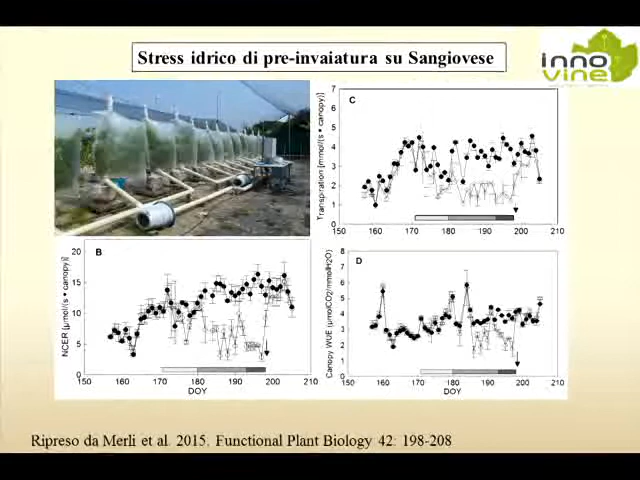 Stress idrico di pre-invaiatura su Sangiovese
inno
vine
C
Transpiration [mmol/(s • canopy)]
7
6
5
4
3
2
1
0
150 160 170 180 190 200 210
B
NCER [µmol/(s • canopy)]
20
15
10
5
0
150 160 170 180 190 200 210
DOY
D
Canopy WUE (µmolCO2/mmolH2O)
8
7
6
5
4
3
2
1
0
150 160 170 180 190 200 210
DOY
Ripreso da Merli et al. 2015. Functional Plant Biology 42: 198-208